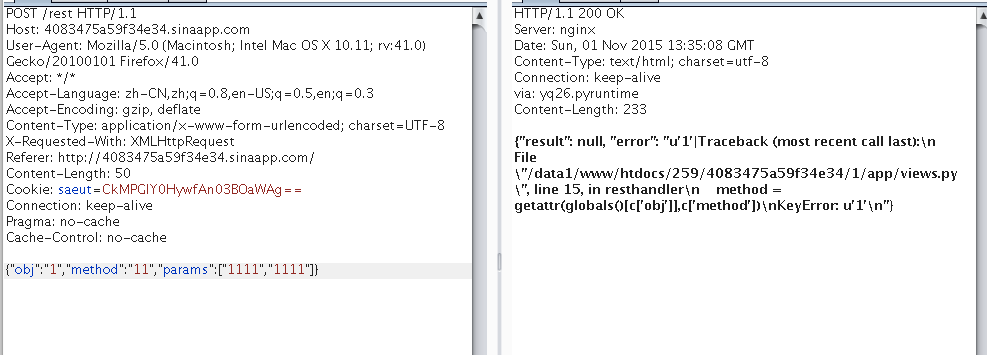 POST /rest HTTP/1.1
Host: 4083475a59f34e34.sinaapp.com
User-Agent: Mozilla/5.0 (Macintosh; Intel Mac OS X 10.11; rv:41.0)
Gecko/20100101 Firefox/41.0
Accept: */*
Accept-Language: zh-CN,zh;q=0.8,en-US;q=0.5,en;q=0.3
Accept-Encoding: gzip, deflate
Content-Type: application/x-www-form-urlencoded; charset=UTF-8
X-Requested-With: XMLHttpRequest
Referer: http://4083475a59f34e34.sinaapp.com/
Content-Length: 50
Cookie: saeut=CkMPGlY0HywfAn03BOaWAg==
Connection: keep-alive
Pragma: no-cache
Cache-Control: no-cache
{"obj":"1","method":"11","params":["1111","1111"]}
HTTP/1.1 200 OK
Server: nginx
Date: Sun, 01 Nov 2015 13:35:08 GMT
Content-Type: text/html; charset=utf-8
Connection: keep-alive
via: yq26.pyruntime
Content-Length: 233
{"result": null, "error": "u'1'|Traceback (most recent call last):\n
File
\"/data1/www/htdocs/259/4083475a59f34e34/1/app/views.py
\", line 15, in resthandler\n    method =
getattr(globals()[c['obj']],c['method'])\nKeyError: u'1'\n"}